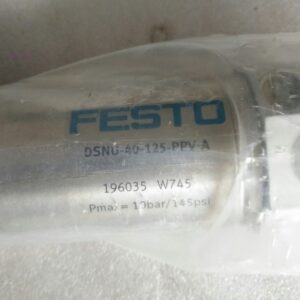 FESTO
DSNU-40-125-PPV-A
196035 W745
Pmax = 10bar/145psi